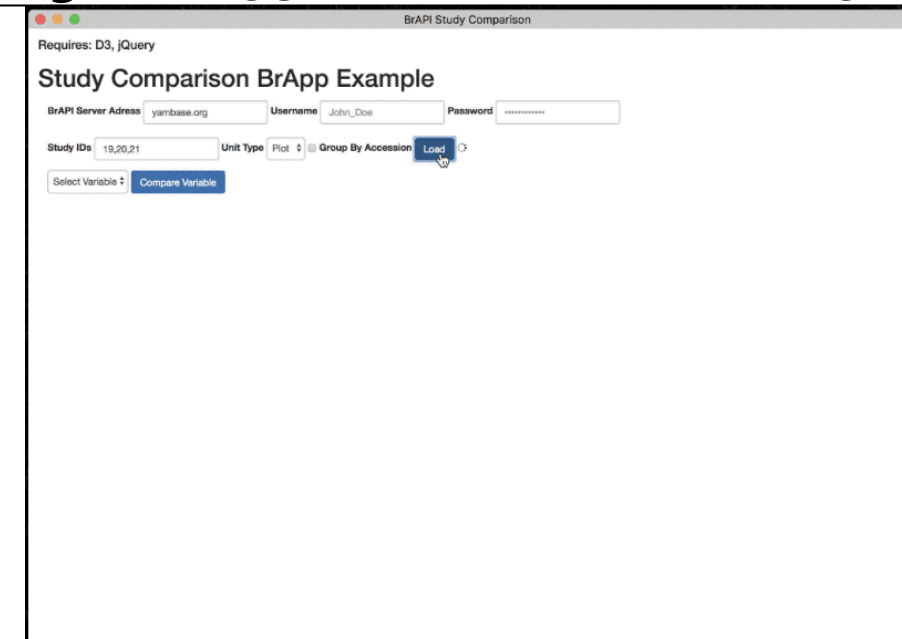 BrAPI Study Comparison
Requires: D3, jQuery
Study Comparison BrApp Example
BrAPI Server Adress yambase.org Username John_Doe Password ••••••••••••
Study IDs 19,20,21 Unit Type Plot Group By Accession Load
Select Variable Compare Variable